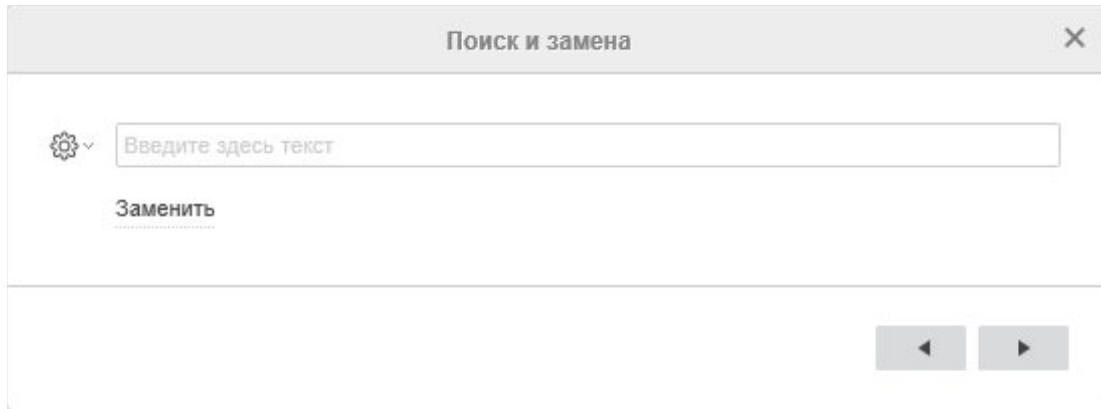 Поиск и замена
Введите здесь текст
Заменить